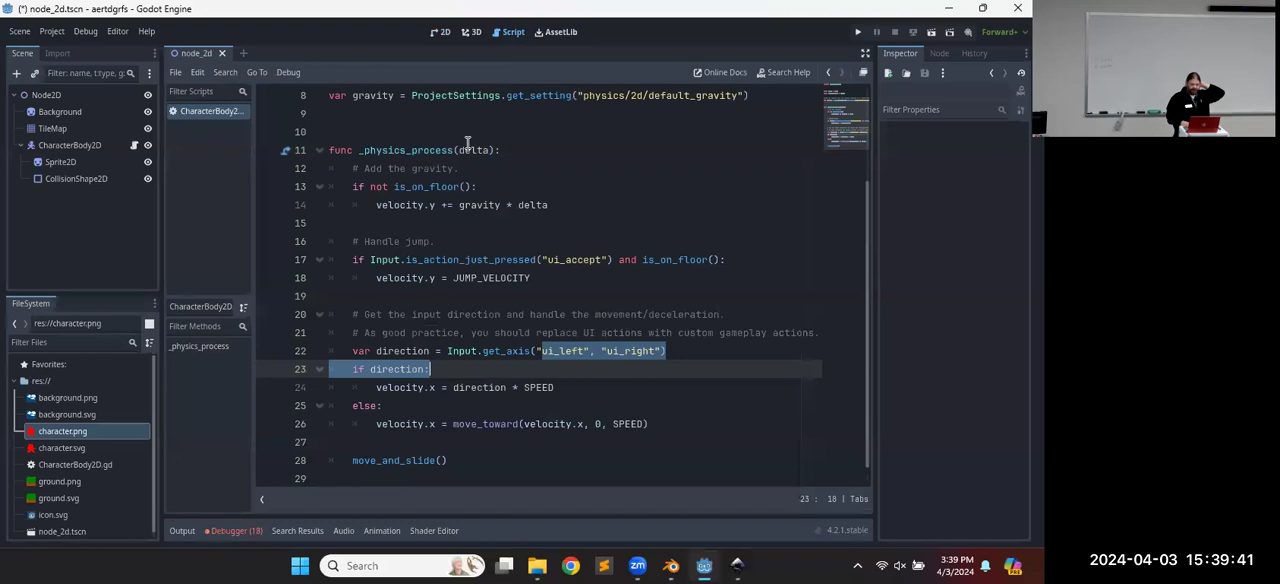 (*) node_2d.tscn - aertdgrfs - Godot Engine
Scene Project Debug Editor Help
2D 3D Script AssetLib
Forward+
Scene Import
node_2d
Inspector Node History
Filter: name, t:type, g:
File Edit Search Go To Debug
Online Docs Search Help
Node2D
Background
TileMap
CharacterBody2D
Sprite2D
CollisionShape2D
Filter Scripts
CharacterBody2...
Filter Properties
8 var gravity = ProjectSettings.get_setting("physics/2d/default_gravity")
9
10
11 func _physics_process(delta):
12 # Add the gravity.
13 if not is_on_floor():
14 velocity.y += gravity * delta
15
16 # Handle jump.
17 if Input.is_action_just_pressed("ui_accept") and is_on_floor():
18 velocity.y = JUMP_VELOCITY
19
20 # Get the input direction and handle the movement/deceleration.
21 # As good practice, you should replace UI actions with custom gameplay actions.
22 var direction = Input.get_axis("ui_left", "ui_right")
23 if direction:
24 velocity.x = direction * SPEED
25 else:
26 velocity.x = move_toward(velocity.x, 0, SPEED)
27
28 move_and_slide()
29
FileSystem
res://character.png
Filter Files
Favorites:
res://
background.png
background.svg
character.png
character.svg
CharacterBody2D.gd
ground.png
ground.svg
icon.svg
node_2d.tscn
CharacterBody2D
Filter Methods
_physics_process
23 : 18 | Tabs
Output Debugger (18) Search Results Audio Animation Shader Editor
4.2.1.stable
Search
zm
3:39 PM
4/3/2024
2024-04-03 15:39:41